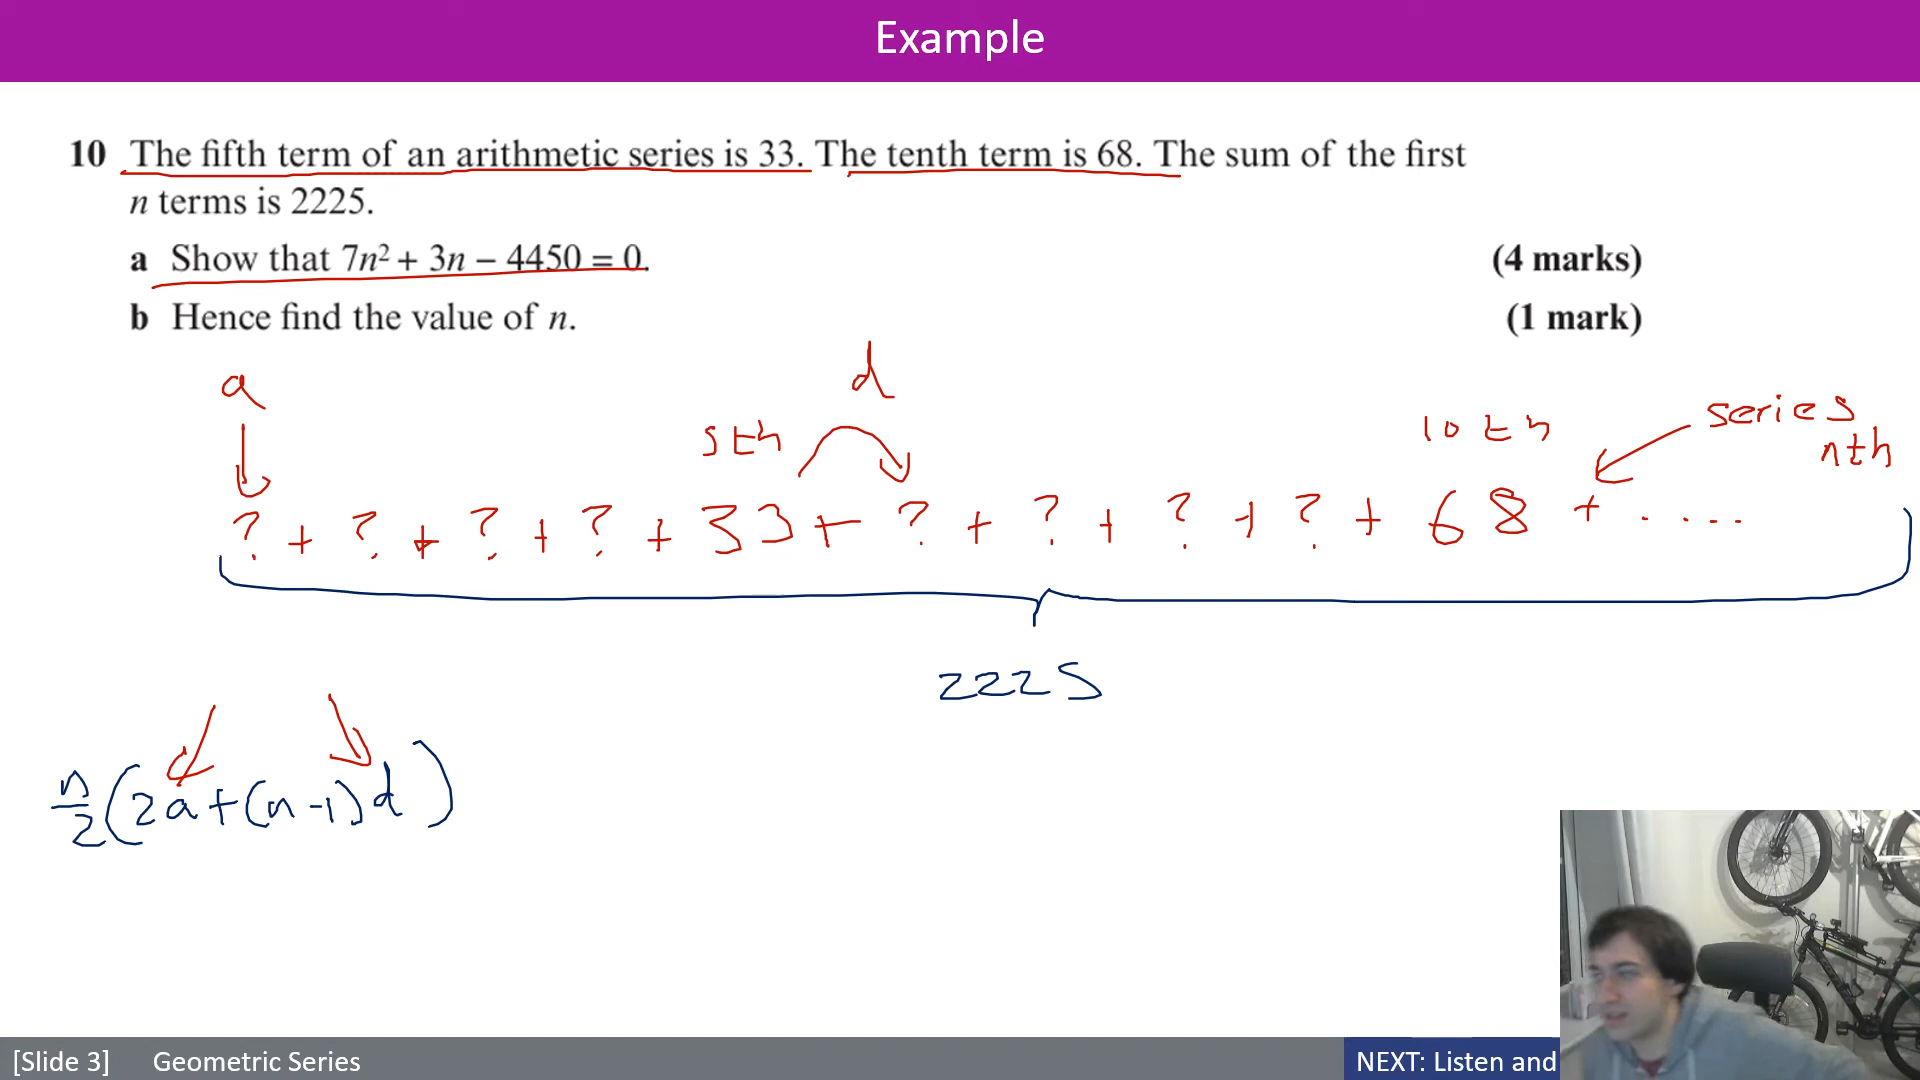 Example
10 The fifth term of an arithmetic series is 33. The tenth term is 68. The sum of the first
n terms is 2225.
a Show that 7n² + 3n − 4450 = 0. (4 marks)
b Hence find the value of n. (1 mark)
a
d
5th
10th
series
nth
? + ? + ? + ? + 33 + ? + ? + ? + ? + 68 + .....
2225
n/2 (2a + (n - 1) d)
[Slide 3] Geometric Series NEXT: Listen and